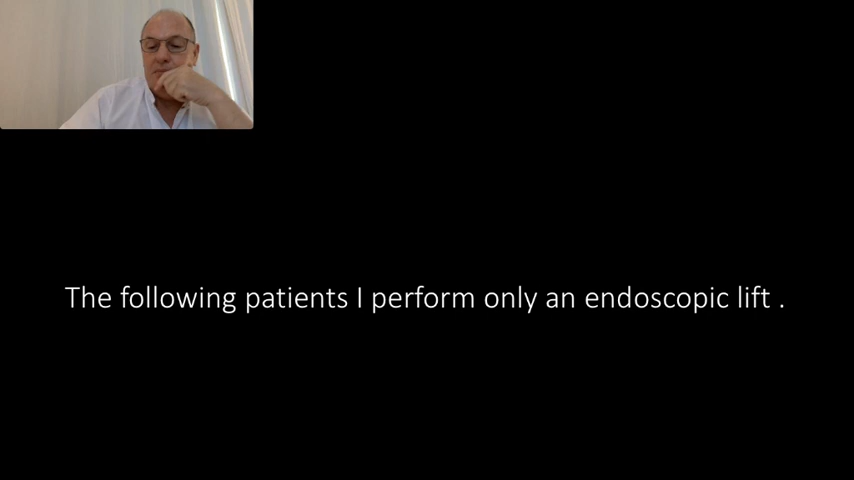 The following patients I perform only an endoscopic lift .